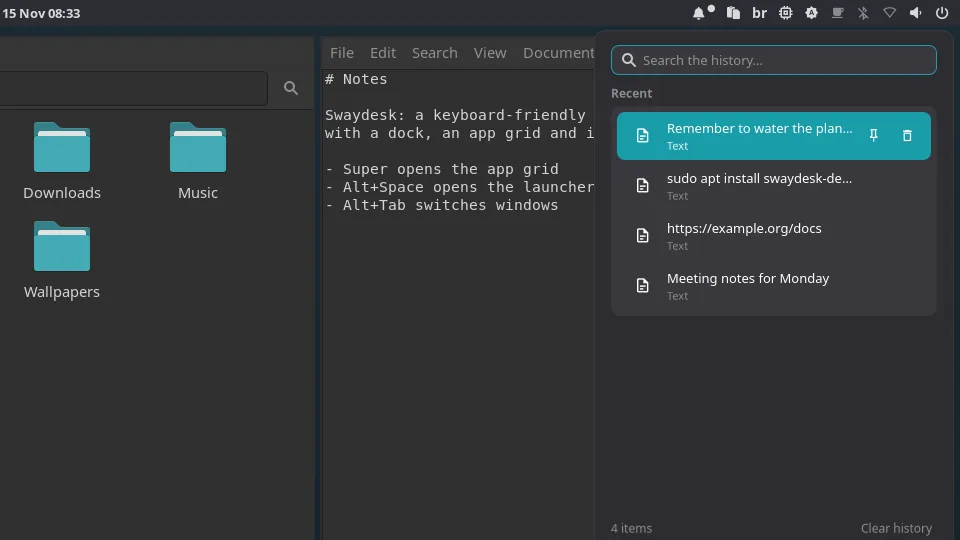 15 Nov 08:33
br
Downloads
Music
Wallpapers
File Edit Search View Document
# Notes
Swaydesk: a keyboard-friendly
with a dock, an app grid and i
- Super opens the app grid
- Alt+Space opens the launcher
- Alt+Tab switches windows
Search the history...
Recent
Remember to water the plan...
Text
sudo apt install swaydesk-de...
Text
https://example.org/docs
Text
Meeting notes for Monday
Text
4 items
Clear history